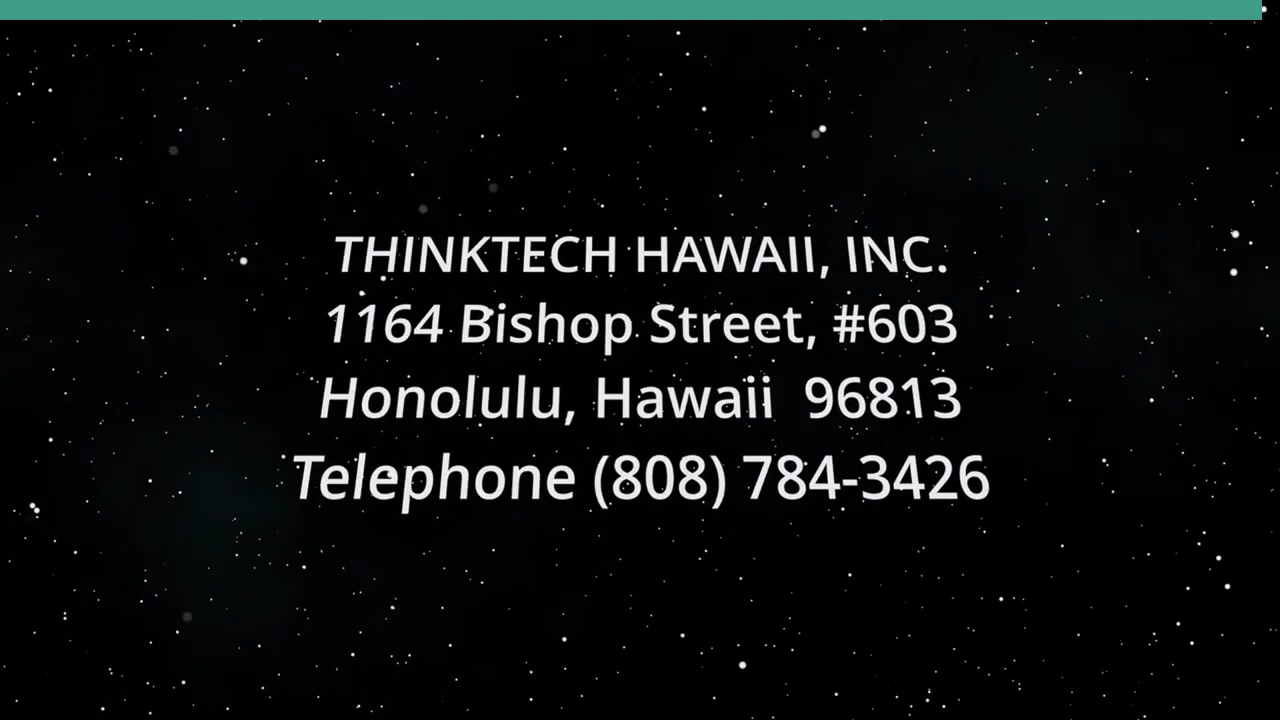 THINKTECH HAWAII, INC.
1164 Bishop Street, #603
Honolulu, Hawaii  96813
Telephone (808) 784-3426